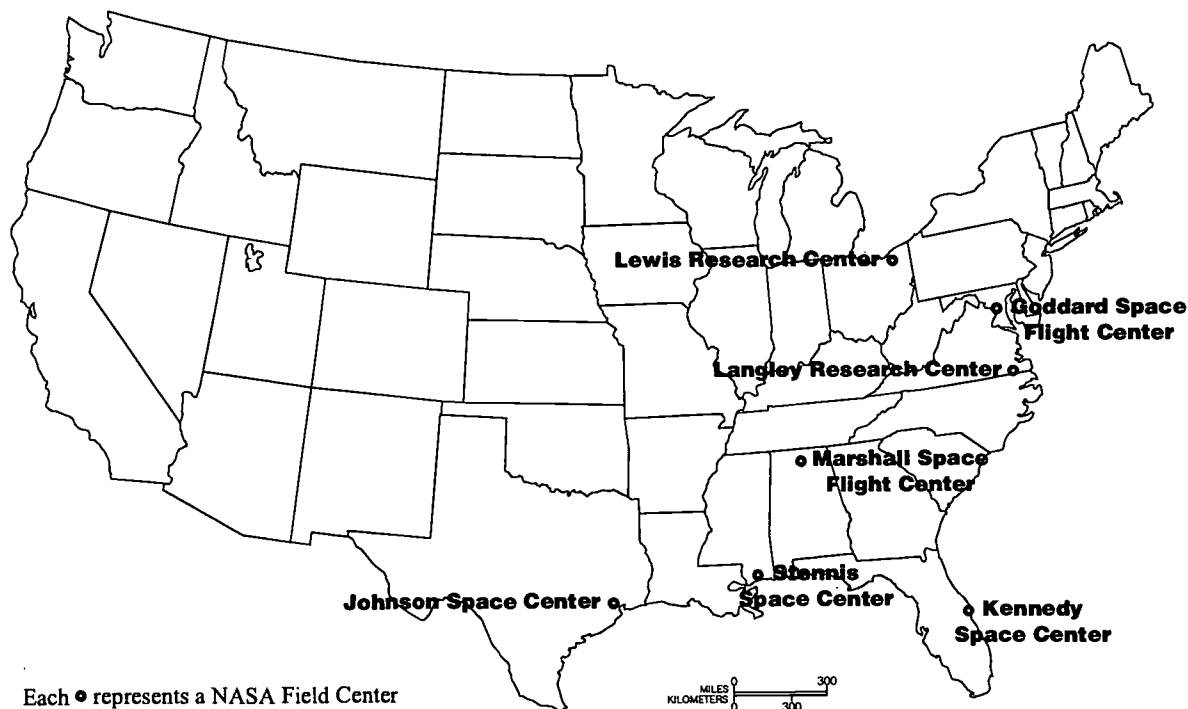 Lewis Research Center
Goddard Space
Flight Center
Langley Research Center
Marshall Space
Flight Center
Stennis
Space Center
Johnson Space Center
Kennedy
Space Center
Each represents a NASA Field Center
MILES 0 300
KILOMETERS 0 300